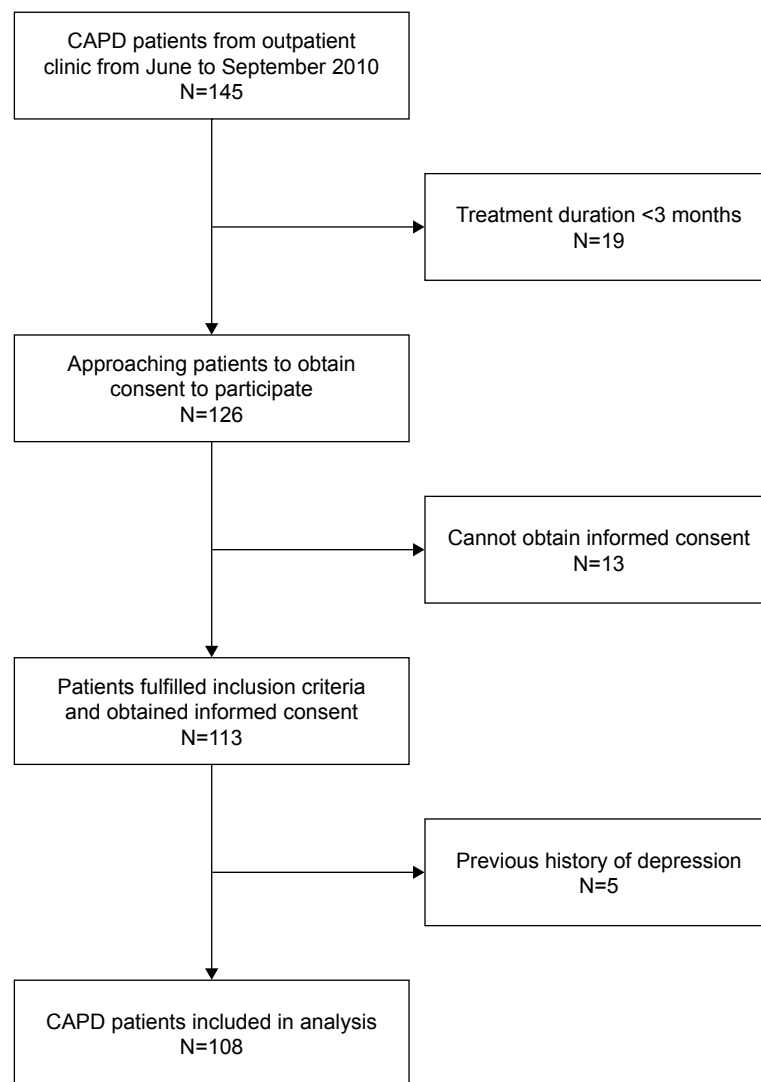 CAPD patients from outpatient
clinic from June to September 2010
N=145
Treatment duration <3 months
N=19
Approaching patients to obtain
consent to participate
N=126
Cannot obtain informed consent
N=13
Patients fulfilled inclusion criteria
and obtained informed consent
N=113
Previous history of depression
N=5
CAPD patients included in analysis
N=108